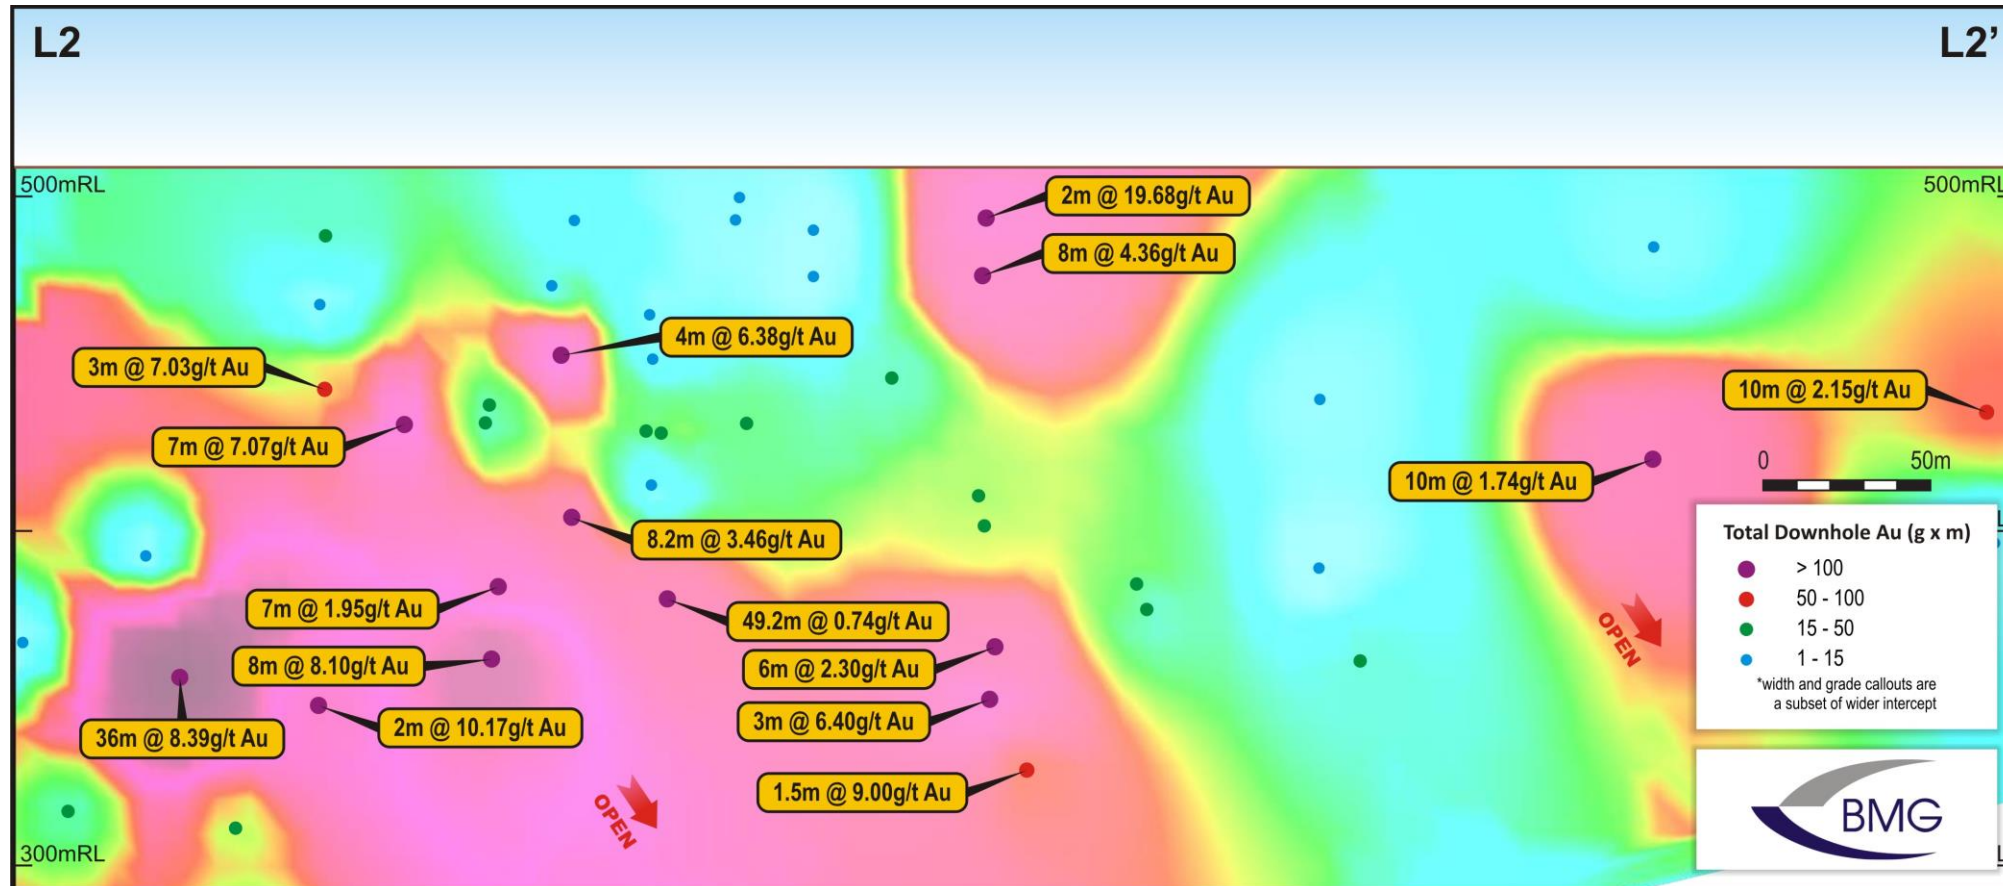 L2
L2’
500mRL
500mRL
2m @ 19.68g/t Au
8m @ 4.36g/t Au
4m @ 6.38g/t Au
3m @ 7.03g/t Au
10m @ 2.15g/t Au
7m @ 7.07g/t Au
10m @ 1.74g/t Au
0 50m
8.2m @ 3.46g/t Au
Total Downhole Au (g x m)
> 100
50 - 100
15 - 50
1 - 15
*width and grade callouts are
a subset of wider intercept
7m @ 1.95g/t Au
49.2m @ 0.74g/t Au
8m @ 8.10g/t Au
6m @ 2.30g/t Au
OPEN
36m @ 8.39g/t Au
2m @ 10.17g/t Au
3m @ 6.40g/t Au
1.5m @ 9.00g/t Au
OPEN
BMG
300mRL